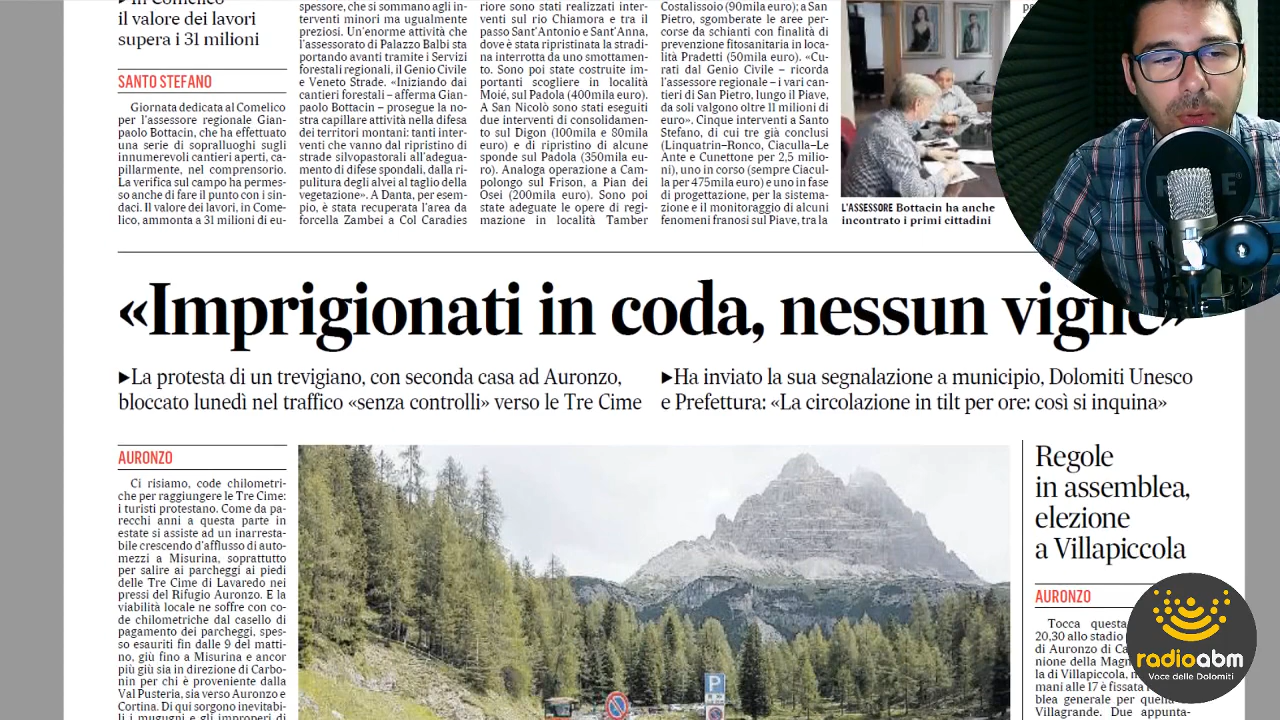 il valore dei lavori
supera i 31 milioni
SANTO STEFANO
Giornata dedicata al Comelico
per l'assessore regionale Gian-
paolo Bottacin, che ha effettuato
una serie di sopralluoghi sugli
innumerevoli cantieri aperti, ca-
pillarmente, nel comprensorio.
La verifica sul campo ha permes-
so anche di fare il punto con i sin-
daci. Il valore dei lavori, in Come-
lico, ammonta a 31 milioni di eu-
spessore, che si sommano agli in-
terventi minori ma ugualmente
preziosi. Un'enorme attività che
l'assessorato di Palazzo Balbi sta
portando avanti tramite i Servizi
forestali regionali, il Genio Civile
e Veneto Strade. «Iniziando dai
cantieri forestali – afferma Gian-
paolo Bottacin – prosegue la no-
stra capillare attività nella difesa
dei territori montani: tanti inter-
venti che vanno dal ripristino di
strade silvopastorali all'adegua-
mento di difese spondali, dalla ri-
pulitura degli alvei al taglio della
vegetazione». A Danta, per esem-
pio, è stata recuperata l'area da
forcella Zambei a Col Caradies
riore sono stati realizzati inter-
venti sul rio Chiamora e tra il
passo Sant'Antonio e Sant'Anna,
dove è stata ripristinata la stradi-
na interrotta da uno smottamen-
to. Sono poi state costruite im-
portanti scogliere in località
Moiè, sul Padola (400mila euro).
A San Nicolò sono stati eseguiti
due interventi di consolidamen-
to sul Digon (100mila e 80mila
euro) e di ripristino di alcune
sponde sul Padola (350mila eu-
ro). Analoga operazione a Cam-
polongo sul Frison, a Pian dei
Osei (200mila euro). Sono poi
state adeguate le opere di regi-
mazione in località Tamber
Costalissoio (90mila euro); a San
Pietro, sgomberate le aree per-
corse da schianti con finalità di
prevenzione fitosanitaria in loca-
lità Pradetti (50mila euro). «Cu-
rati dal Genio Civile – ricorda
l'assessore regionale – i vari can-
tieri di San Pietro, lungo il Piave,
da soli valgono oltre 11 milioni di
euro». Cinque interventi a Santo
Stefano, di cui tre già conclusi
(Linquatrin–Ronco, Ciaculla–Le
Ante e Cunettone per 2,5 milio-
ni), uno in corso (sempre Ciacul-
la per 475mila euro) e uno in fase
di progettazione, per la sistema-
zione e il monitoraggio di alcuni
fenomeni franosi sul Piave, tra la
L'ASSESSORE Bottacin ha anche
incontrato i primi cittadini
«Imprigionati in coda, nessun vigile»
▶La protesta di un trevigiano, con seconda casa ad Auronzo,
bloccato lunedì nel traffico «senza controlli» verso le Tre Cime
▶Ha inviato la sua segnalazione a municipio, Dolomiti Unesco
e Prefettura: «La circolazione in tilt per ore: così si inquina»
AURONZO
Ci risiamo, code chilometri-
che per raggiungere le Tre Cime:
i turisti protestano. Come da pa-
recchi anni a questa parte in
estate si assiste ad un inarresta-
bile crescendo d'afflusso di auto-
mezzi a Misurina, soprattutto
per salire ai parcheggi ai piedi
delle Tre Cime di Lavaredo nei
pressi del Rifugio Auronzo. E la
viabilità locale ne soffre con co-
de chilometriche dal casello di
pagamento dei parcheggi, spes-
so esauriti fin dalle 9 del matti-
no, giù fino a Misurina e ancor
più giù sia in direzione di Carbo-
nin per chi è proveniente dalla
Val Pusteria, sia verso Auronzo e
Cortina. Di qui sorgono inevitabi-
li i mugugni e gli improperi di
P
Regole
in assemblea,
elezione
a Villapiccola
AURONZO
Tocca questa
20,30 allo stadio
di Auronzo di Ca
nione della Magn
la di Villapiccola,
mani alle 17 è fissata
blea generale per
Villagrande. Due appunta-
radioabm
Voce delle Dolomiti